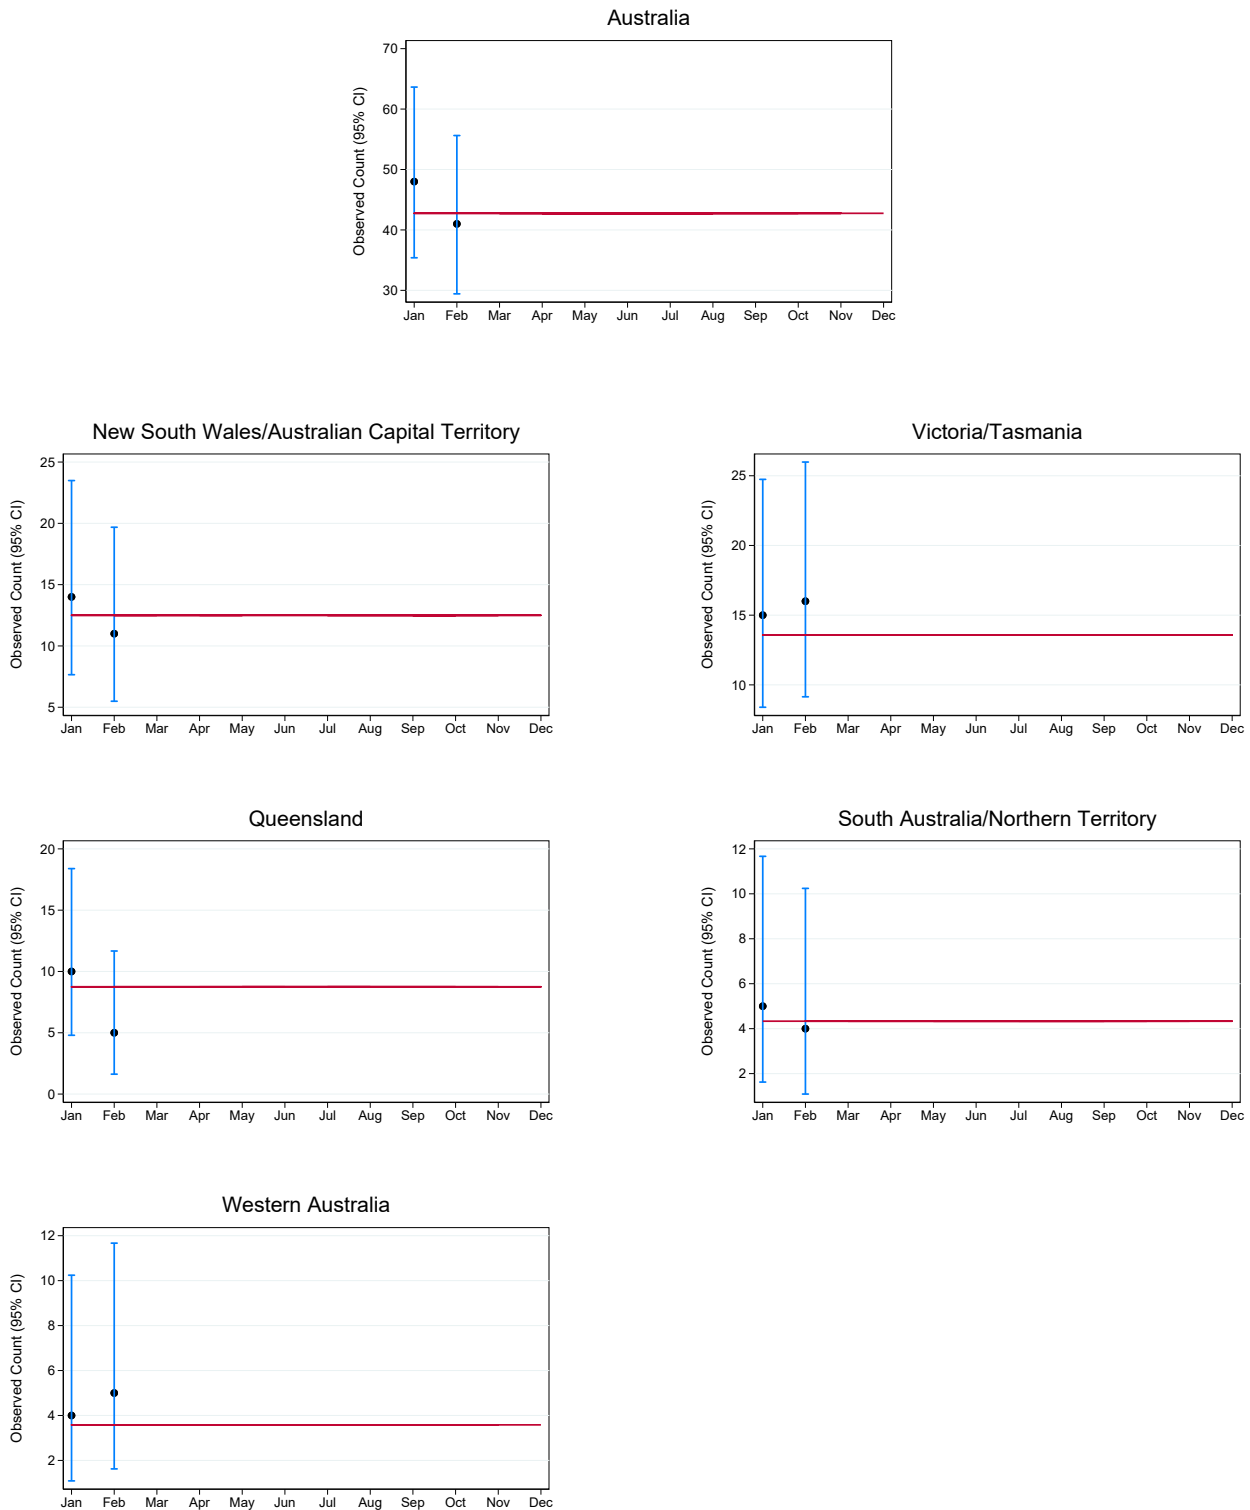 Australia
Observed Count (95% CI)
70
60
50
40
30
Jan Feb Mar Apr May Jun Jul Aug Sep Oct Nov Dec
New South Wales/Australian Capital Territory
Observed Count (95% CI)
25
20
15
10
5
Jan Feb Mar Apr May Jun Jul Aug Sep Oct Nov Dec
Victoria/Tasmania
Observed Count (95% CI)
25
20
15
10
Jan Feb Mar Apr May Jun Jul Aug Sep Oct Nov Dec
Queensland
Observed Count (95% CI)
20
15
10
5
0
Jan Feb Mar Apr May Jun Jul Aug Sep Oct Nov Dec
South Australia/Northern Territory
Observed Count (95% CI)
12
10
8
6
4
2
Jan Feb Mar Apr May Jun Jul Aug Sep Oct Nov Dec
Western Australia
Observed Count (95% CI)
12
10
8
6
4
2
Jan Feb Mar Apr May Jun Jul Aug Sep Oct Nov Dec